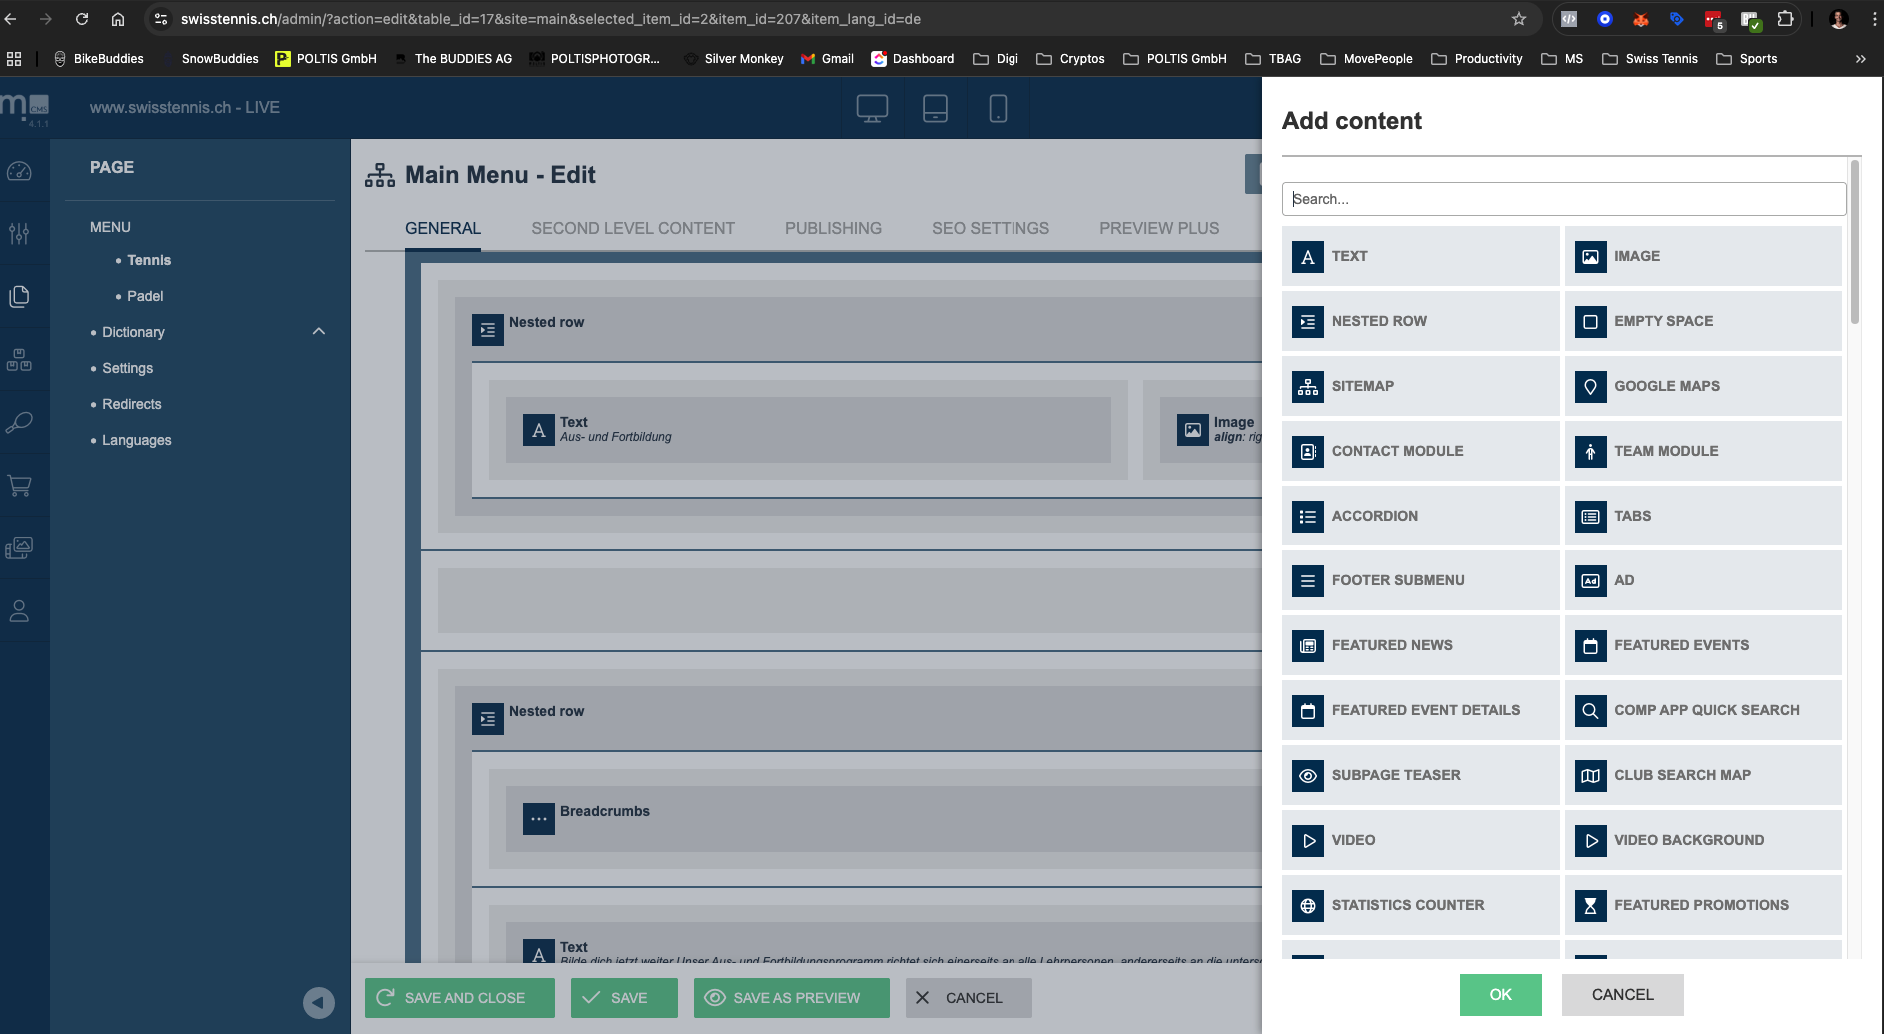 swisstennis.ch/admin/?action=edit&table_id=17&site=main&selected_item_id=2&item_id=207&item_lang_id=de
5
BikeBuddies
SnowBuddies
P POLTIS GmbH
The BUDDIES AG
POLTISPHOTOGR...
Silver Monkey
Gmail
Dashboard
Digi
Cryptos
POLTIS GmbH
TBAG
MovePeople
Productivity
MS
Swiss Tennis
Sports
m. CMS
4.1.1
www.swisstennis.ch - LIVE
PAGE
MENU
• Tennis
• Padel
• Dictionary
• Settings
• Redirects
• Languages
Main Menu - Edit
GENERAL
SECOND LEVEL CONTENT
PUBLISHING
SEO SETTINGS
PREVIEW PLUS
Nested row
A Text
Aus- und Fortbildung
Image
align: rig
Nested row
Breadcrumbs
A Text
Bilde dich jetzt weiter Unser Aus- und Fortbildungsprogramm richtet sich einerseits an alle Lehrpersonen, andererseits an die unters
SAVE AND CLOSE
SAVE
SAVE AS PREVIEW
CANCEL
Add content
Search...
A TEXT
IMAGE
NESTED ROW
EMPTY SPACE
SITEMAP
GOOGLE MAPS
CONTACT MODULE
TEAM MODULE
ACCORDION
TABS
FOOTER SUBMENU
Ad AD
FEATURED NEWS
FEATURED EVENTS
FEATURED EVENT DETAILS
COMP APP QUICK SEARCH
SUBPAGE TEASER
CLUB SEARCH MAP
VIDEO
VIDEO BACKGROUND
STATISTICS COUNTER
FEATURED PROMOTIONS
OK
CANCEL